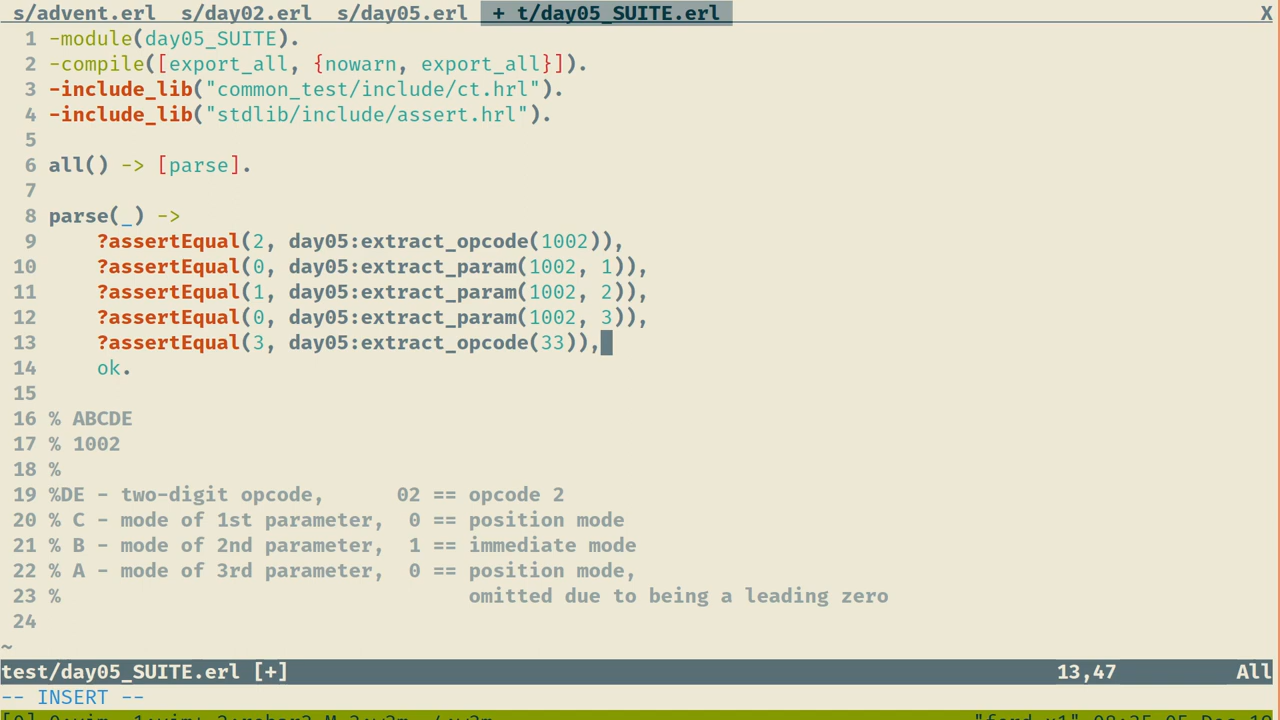 s/advent.erl s/day02.erl s/day05.erl + t/day05_SUITE.erl X
1 -module(day05_SUITE).
2 -compile([export_all, {nowarn, export_all}]).
3 -include_lib("common_test/include/ct.hrl").
4 -include_lib("stdlib/include/assert.hrl").
5
6 all() -> [parse].
7
8 parse(_) ->
9     ?assertEqual(2, day05:extract_opcode(1002)),
10     ?assertEqual(0, day05:extract_param(1002, 1)),
11     ?assertEqual(1, day05:extract_param(1002, 2)),
12     ?assertEqual(0, day05:extract_param(1002, 3)),
13     ?assertEqual(3, day05:extract_opcode(33)),
14     ok.
15
16 % ABCDE
17 % 1002
18 %
19 %DE - two-digit opcode,      02 == opcode 2
20 % C - mode of 1st parameter,  0 == position mode
21 % B - mode of 2nd parameter,  1 == immediate mode
22 % A - mode of 3rd parameter,  0 == position mode,
23 %                                  omitted due to being a leading zero
24
~
test/day05_SUITE.erl [+] 13,47 All
-- INSERT --